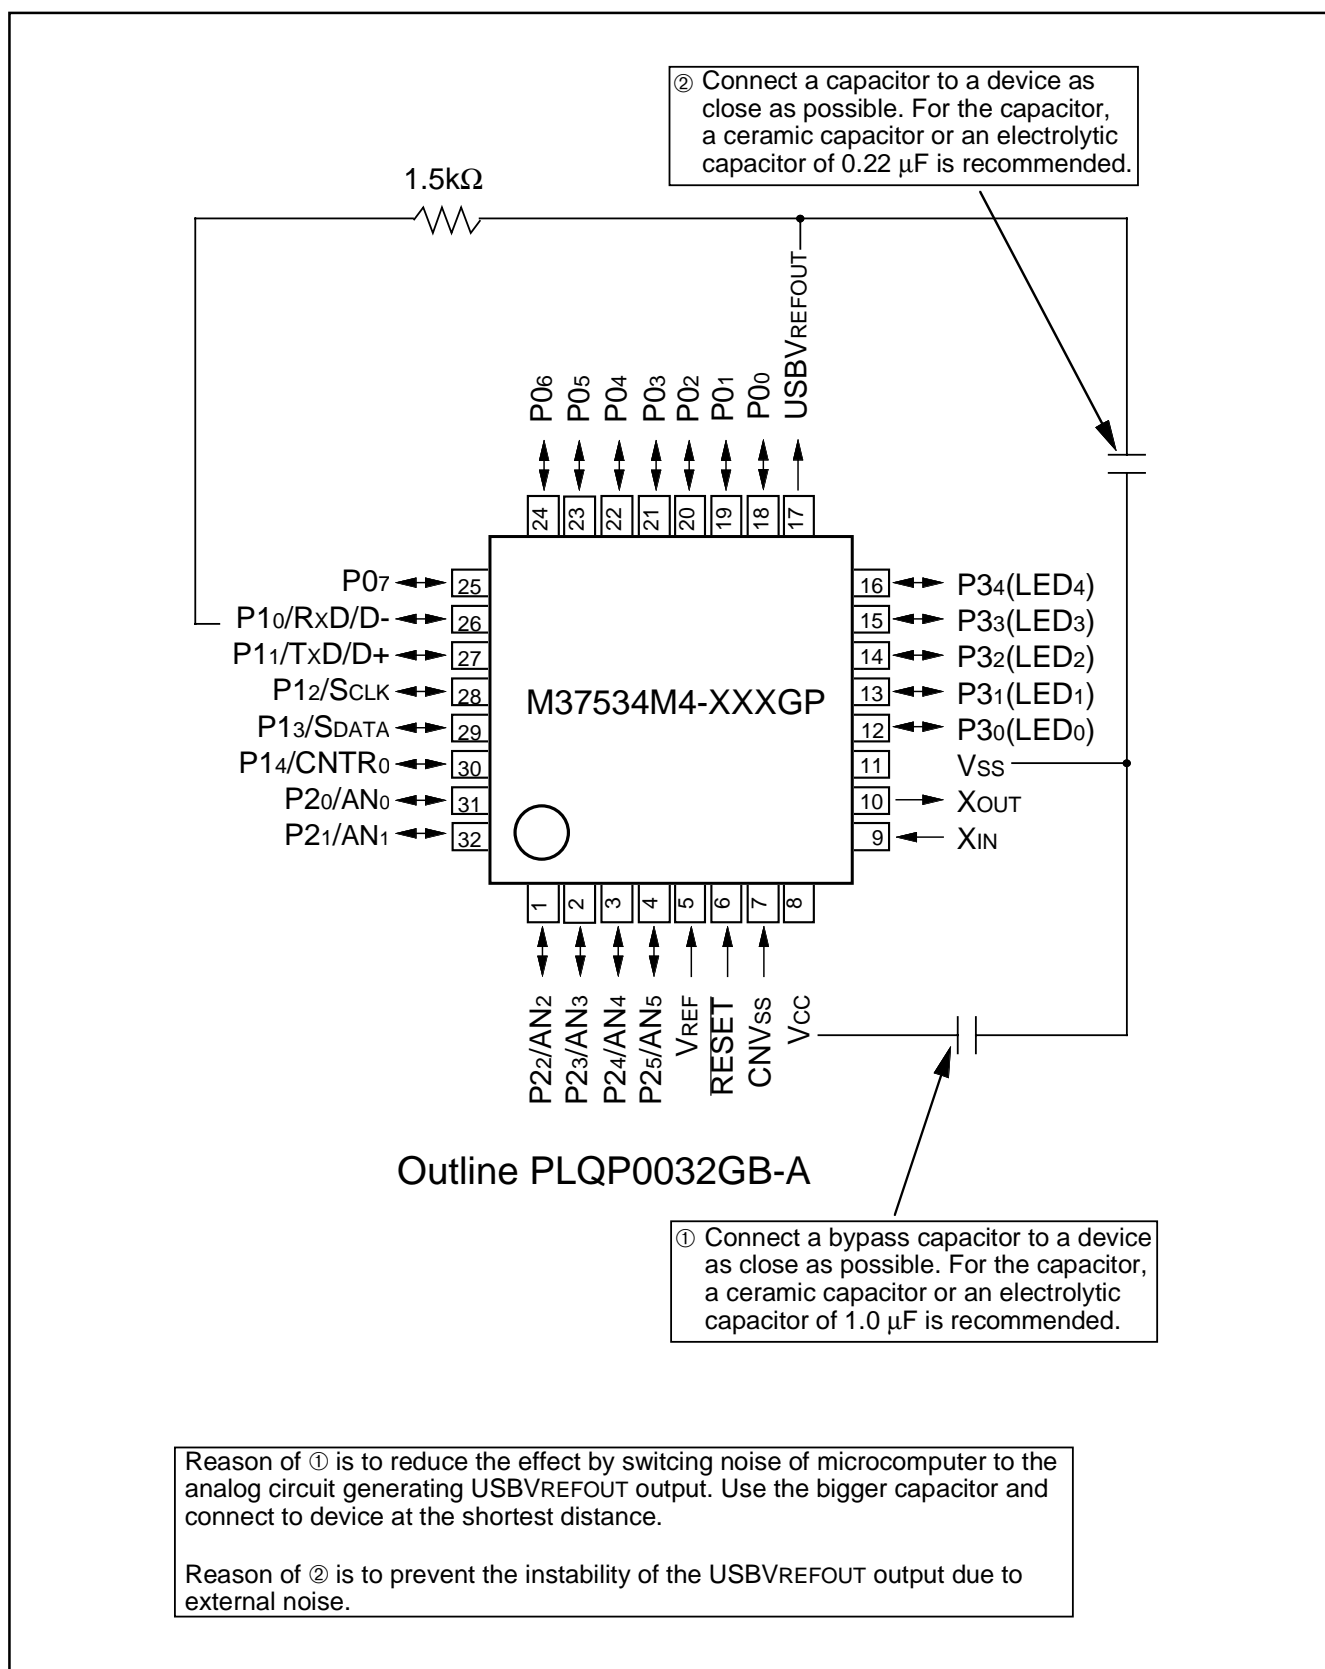 ② Connect a capacitor to a device as
close as possible. For the capacitor,
a ceramic capacitor or an electrolytic
capacitor of 0.22 μF is recommended.
1.5kΩ
P06
P05
P04
P03
P02
P01
P00
USBVREFOUT
24
23
22
21
20
19
18
17
P07
P10/RXD/D-
P11/TXD/D+
P12/SCLK
P13/SDATA
P14/CNTR0
P20/AN0
P21/AN1
25
26
27
28
29
30
31
32
M37534M4-XXXGP
16
15
14
13
12
11
10
9
P34(LED4)
P33(LED3)
P32(LED2)
P31(LED1)
P30(LED0)
VSS
XOUT
XIN
1
2
3
4
5
6
7
8
P22/AN2
P23/AN3
P24/AN4
P25/AN5
VREF
RESET
CNVSS
VCC
Outline PLQP0032GB-A
① Connect a bypass capacitor to a device
as close as possible. For the capacitor,
a ceramic capacitor or an electrolytic
capacitor of 1.0 μF is recommended.
Reason of ① is to reduce the effect by switcing noise of microcomputer to the
analog circuit generating USBVREFOUT output. Use the bigger capacitor and
connect to device at the shortest distance.
Reason of ② is to prevent the instability of the USBVREFOUT output due to
external noise.